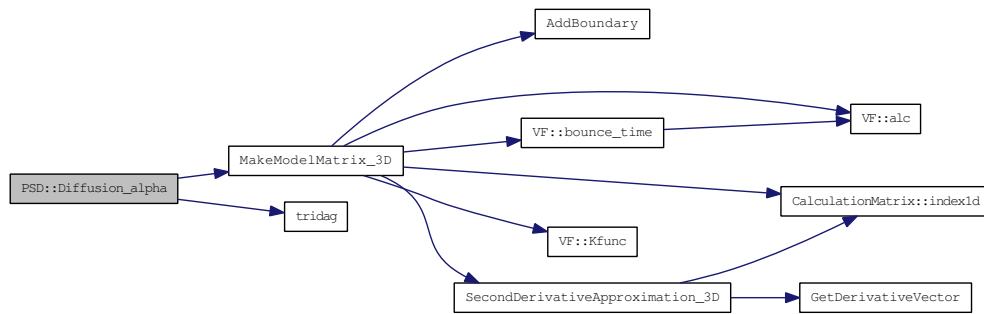 AddBoundary
VF::alc
VF::bounce_time
MakeModelMatrix_3D
PSD::Diffusion_alpha
CalculationMatrix::index1d
tridag
VF::Kfunc
SecondDerivativeApproximation_3D
GetDerivativeVector